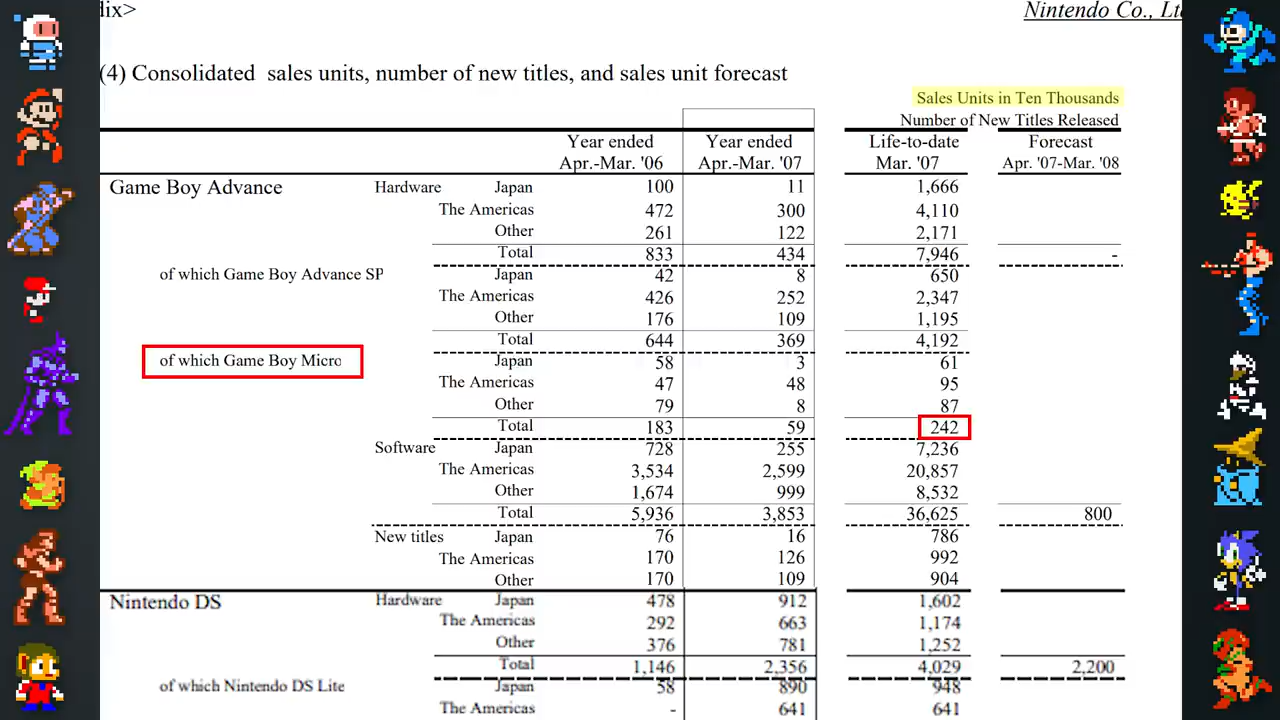 dix>
Nintendo Co., Lt
(4) Consolidated sales units, number of new titles, and sales unit forecast
Sales Units in Ten Thousands
Number of New Titles Released
Year ended Year ended Life-to-date Forecast
Apr.-Mar. '06 Apr.-Mar. '07 Mar. '07 Apr. '07-Mar. '08
Game Boy Advance Hardware Japan 100 11 1,666
The Americas 472 300 4,110
Other 261 122 2,171
Total 833 434 7,946 -
of which Game Boy Advance SP Japan 42 8 650
The Americas 426 252 2,347
Other 176 109 1,195
Total 644 369 4,192
of which Game Boy Micro Japan 58 3 61
The Americas 47 48 95
Other 79 8 87
Total 183 59 242
Software Japan 728 255 7,236
The Americas 3,534 2,599 20,857
Other 1,674 999 8,532
Total 5,936 3,853 36,625 800
New titles Japan 76 16 786
The Americas 170 126 992
Other 170 109 904
Nintendo DS Hardware Japan 478 912 1,602
The Americas 292 663 1,174
Other 376 781 1,252
Total 1,146 2,356 4,029 2,200
of which Nintendo DS Lite Japan 58 890 948
The Americas - 641 641